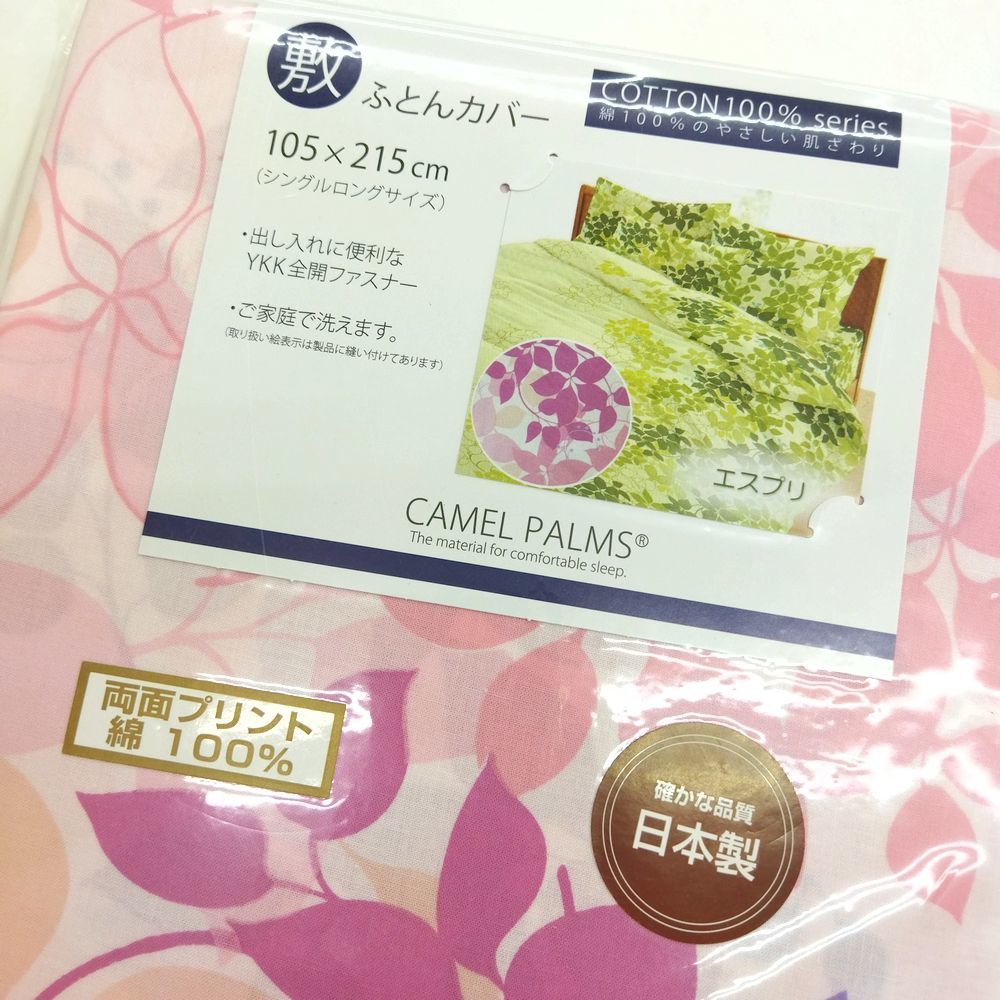 敷
ふとんカバー
105×215cm
(シングルロングサイズ)
・出し入れに便利な
YKK全開ファスナー
・ご家庭で洗えます。
(取り扱い絵表示は製品に縫い付けてあります)
COTTON100% series
綿100%のやさしい肌ざわり
エスプリ
CAMEL PALMS®
The material for comfortable sleep.
両面プリント
綿 100%
確かな品質
日本製